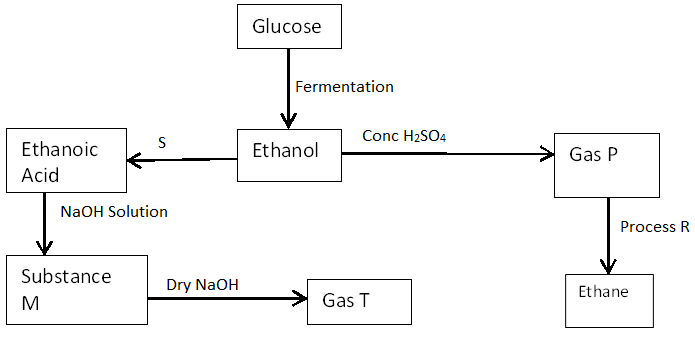 Glucose
Fermentation
Ethanoic
Acid
S
Ethanol
Conc H₂SO₄
Gas P
NaOH Solution
Process R
Substance
M
Dry NaOH
Gas T
Ethane